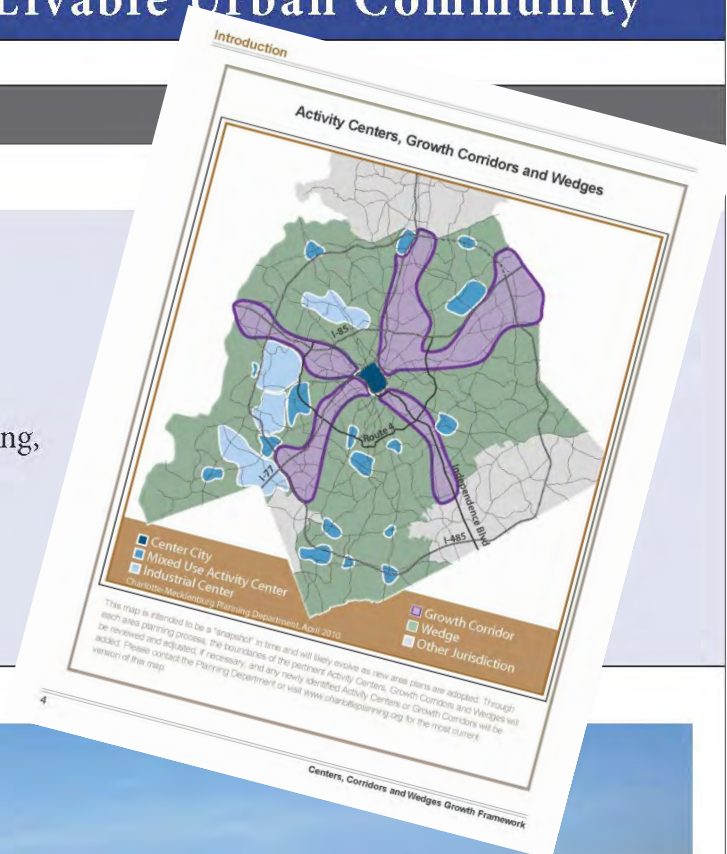 Livable Urban Community
Introduction
Activity Centers, Growth Corridors and Wedges
I-85
Route 4
I-77
Independence Blvd
I-485
Center City
Mixed Use Activity Center
Industrial Center
Charlotte-Mecklenburg Planning Department, April 2010
Growth Corridor
Wedge
Other Jurisdiction
This map is intended to be a "snapshot" in time and will likely evolve as new area plans are adopted. Through
each area planning process, the boundaries of the pertinent Activity Centers, Growth Corridors and Wedges will
be reviewed and adjusted, if necessary, and any newly identified Activity Centers or Growth Corridors will be
added. Please contact the Planning Department or visit www.charlotteplanning.org for the most current
version of this map.
4
Centers, Corridors and Wedges Growth Framework
ng,